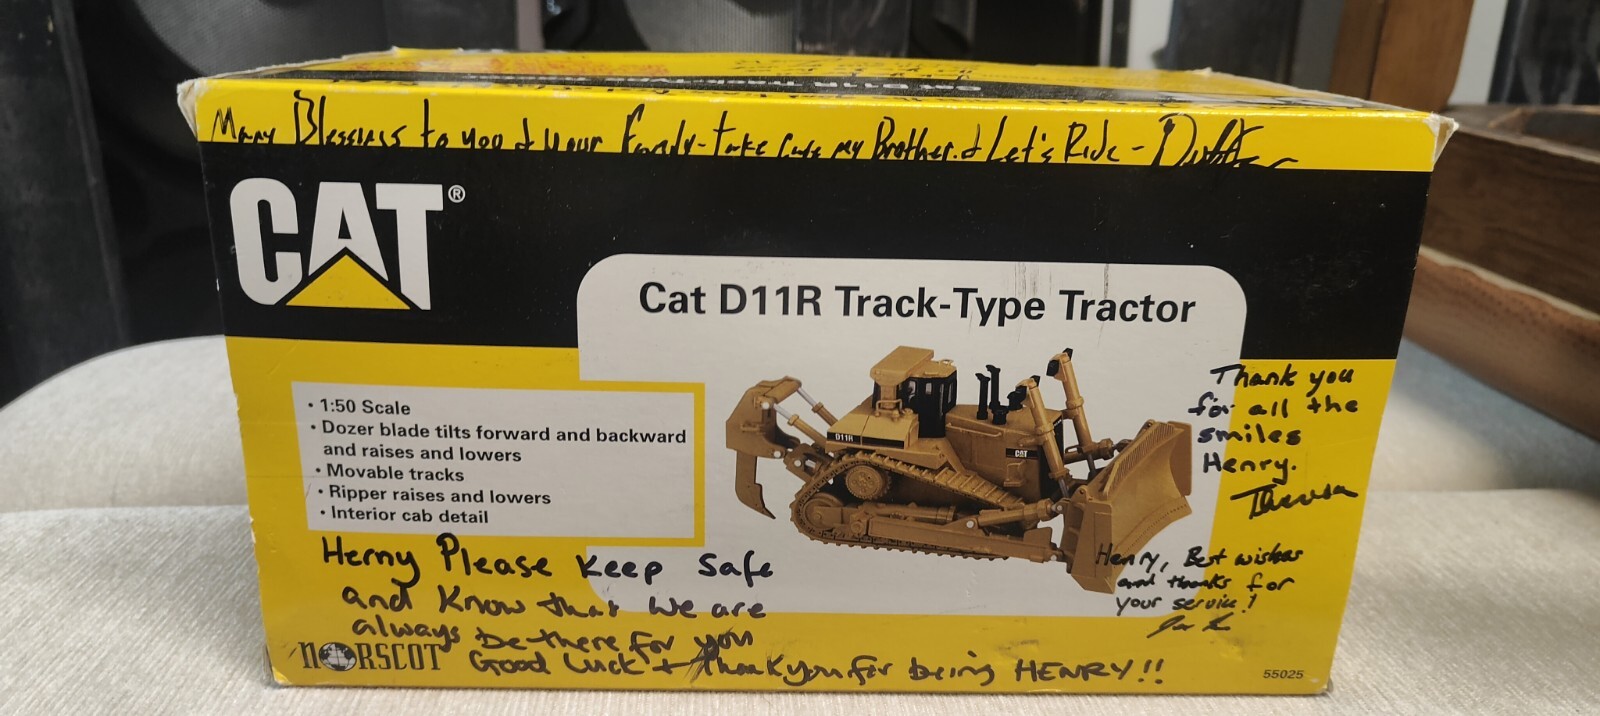 Many Blessings to you & your Family - take care my Brother. & Let's Ride -
CAT®
Cat D11R Track-Type Tractor
• 1:50 Scale
• Dozer blade tilts forward and backward
and raises and lowers
• Movable tracks
• Ripper raises and lowers
• Interior cab detail
D11R
CAT
Thank you
for all the
smiles
Henry.
Theresa
Henry, Best wishes
and thanks for
your service!
Herny Please Keep Safe
and Know that we are
always be there for you
Good Luck + Thank you for being HENRY!!
NORSCOT
55025